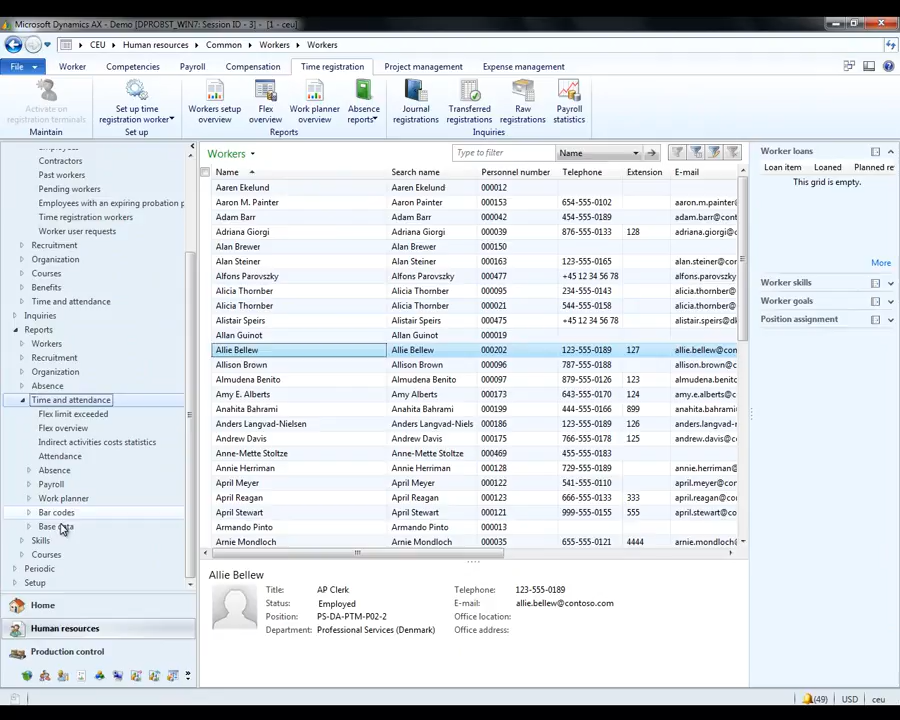 Microsoft Dynamics AX - Demo [DPROBST_WIN7: Session ID - 3] - [1 - ceu]
CEU Human resources Common Workers Workers
File Worker Competencies Payroll Compensation Time registration Project management Expense management
Activate on registration terminals
Set up time registration worker
Workers setup overview
Flex overview
Work planner overview
Absence reports
Journal registrations
Transferred registrations
Raw registrations
Payroll statistics
Maintain Set up Reports Inquiries
Contractors
Past workers
Pending workers
Employees with an expiring probation p
Time registration workers
Worker user requests
Recruitment
Organization
Courses
Benefits
Time and attendance
Inquiries
Reports
Workers
Recruitment
Organization
Absence
Time and attendance
Flex limit exceeded
Flex overview
Indirect activities costs statistics
Attendance
Absence
Payroll
Work planner
Bar codes
Skills
Courses
Periodic
Setup
Home
Human resources
Production control
Workers Type to filter Name
Name Search name Personnel number Telephone Extension E-mail
Aaren Ekelund Aaren Ekelund 000012
Aaron M. Painter Aaron Painter 000153 654-555-0102 aaron.m.painter
Adam Barr Adam Barr 000042 454-555-0189 adam.barr@cont
Adriana Giorgi Adriana Giorgi 000039 876-555-0133 128 adriana.giorgi@
Alan Brewer Alan Brewer 000150
Alan Steiner Alan Steiner 000163 123-555-0165 alan.steiner@cor
Alfons Parovszky Alfons Parovszky 000477 +45 12 34 56 78 alfons.parovszky
Alicia Thornber Alicia Thornber 000095 234-555-0143 alicia.thornber@
Alicia Thornber Alicia Thornber 000021 544-555-0158 alicia.thornber@
Alistair Speirs Alistair Speirs 000475 +45 12 34 56 78 alistair.speirs@dk
Allan Guinot Allan Guinot 000019
Allie Bellew Allie Bellew 000202 123-555-0189 127 allie.bellew@con
Allison Brown Allison Brown 000096 787-555-0188 allison.brown@c
Almudena Benito Almudena Benito 000097 879-555-0126 123 almudena.benito
Amy E. Alberts Amy E. Alberts 000073 643-555-0170 124 amy.e.alberts@c
Anahita Bahrami Anahita Bahrami 000199 444-555-0166 899 anahita.bahrami
Anders Langvad-Nielsen Anders Langvad-Niels 000186 126-555-0193 123 anders.langvad-
Andrew Davis Andrew Davis 000175 766-555-0178 125 andrew.davis@co
Anne-Mette Stoltze Anne-Mette Stoltze 000469 455-555-0183
Annie Herriman Annie Herriman 000128 729-555-0189 annie.herriman@
April Meyer April Meyer 000247 541-555-0110 april.meyer@con
April Reagan April Reagan 000023 666-555-0133 333 april.reagan@con
April Stewart April Stewart 000121 999-555-0155 555 april.stewart@co
Armando Pinto Armando Pinto 000027 armando.pinto@
Arnie Mondloch Arnie Mondloch 000035 655-555-0121 4444 arnie.mondloch
Allie Bellew
Title: AP Clerk
Status: Employed
Position: PS-DA-PTM-P02-2
Department: Professional Services (Denmark)
Telephone: 123-555-0189
E-mail: allie.bellew@contoso.com
Office location:
Office address:
Worker loans
Loan item Loaned Planned re
This grid is empty.
More
Worker skills
Worker goals
Position assignment
(49) USD ceu